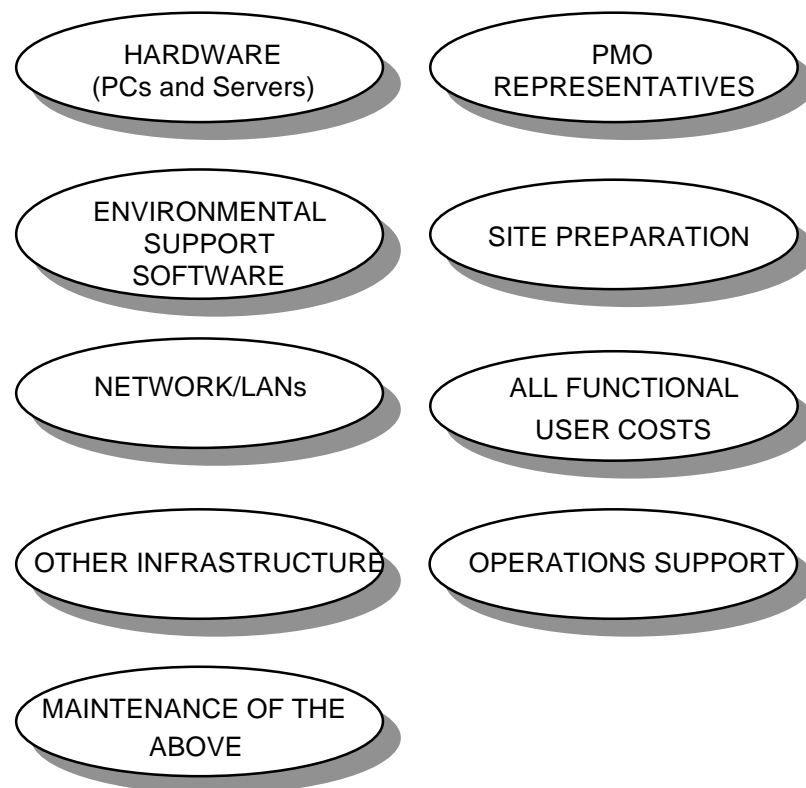 HARDWARE
(PCs and Servers)
PMO
REPRESENTATIVES
ENVIRONMENTAL
SUPPORT
SOFTWARE
SITE PREPARATION
NETWORK/LANs
ALL FUNCTIONAL
USER COSTS
OTHER INFRASTRUCTURE
OPERATIONS SUPPORT
MAINTENANCE OF THE
ABOVE